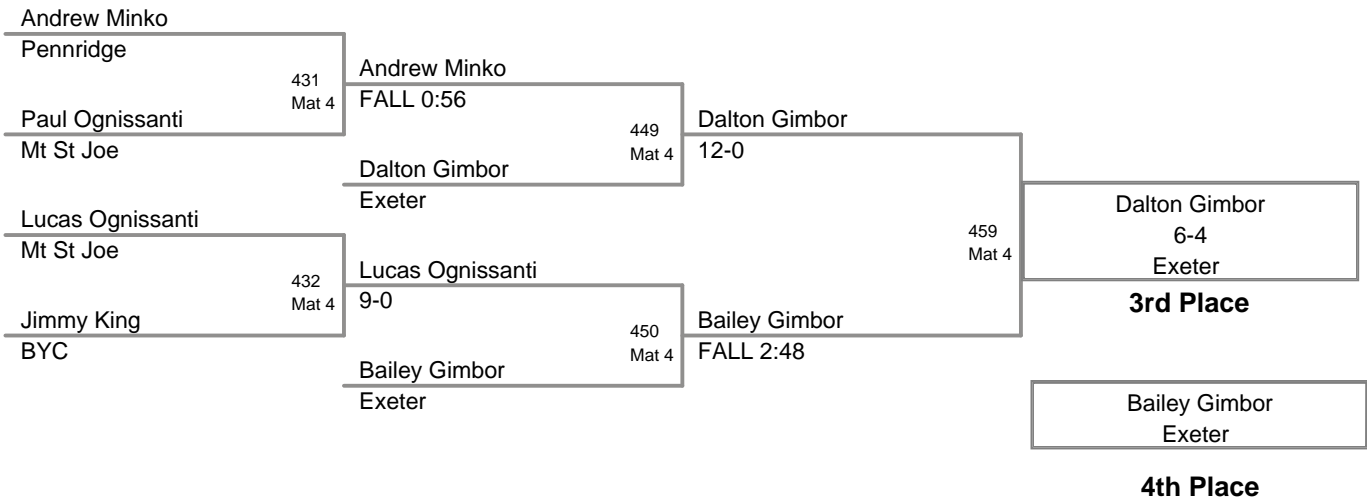 Andrew Minko
Pennridge
431
Mat 4
Paul Ognissanti
Mt St Joe
Andrew Minko
FALL 0:56
449
Mat 4
Dalton Gimbor
Exeter
Dalton Gimbor
12-0
Lucas Ognissanti
Mt St Joe
432
Mat 4
Jimmy King
BYC
Lucas Ognissanti
9-0
450
Mat 4
Bailey Gimbor
Exeter
Bailey Gimbor
FALL 2:48
459
Mat 4
Dalton Gimbor
6-4
Exeter
3rd Place
Bailey Gimbor
Exeter
4th Place